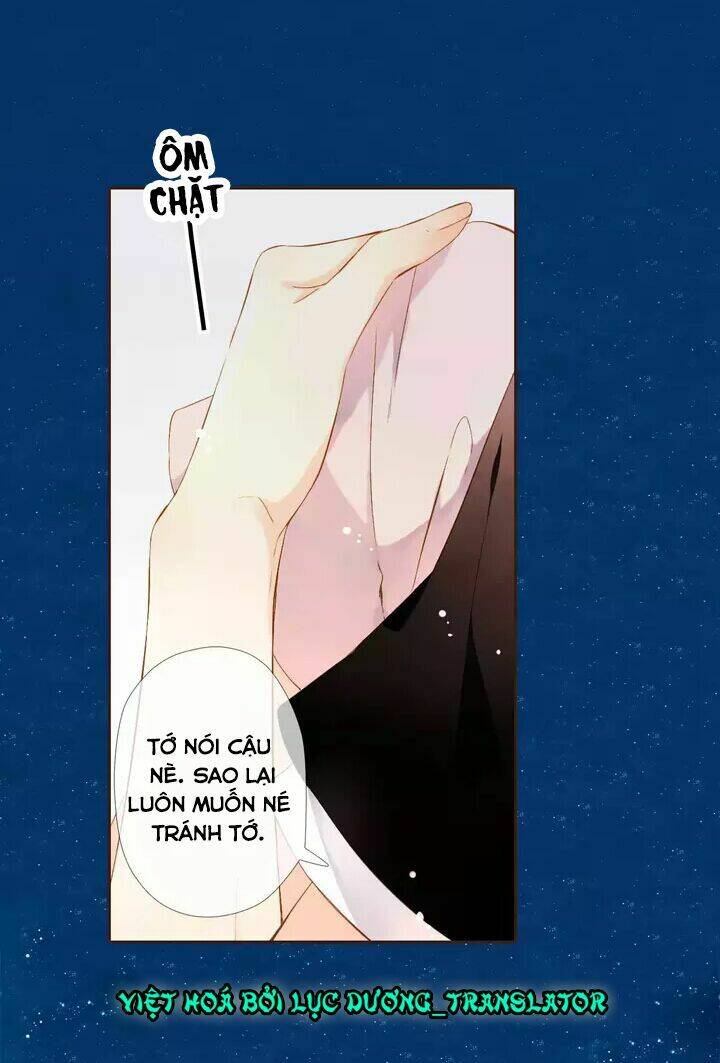 ÔM
CHẶT
TỚ NÓI CẬU
NÈ. SAO LẠI
LUÔN MUỐN NÉ
TRÁNH TỚ.
VIỆT HOÁ BỞI LỤC DƯƠNG_TRANSLATOR